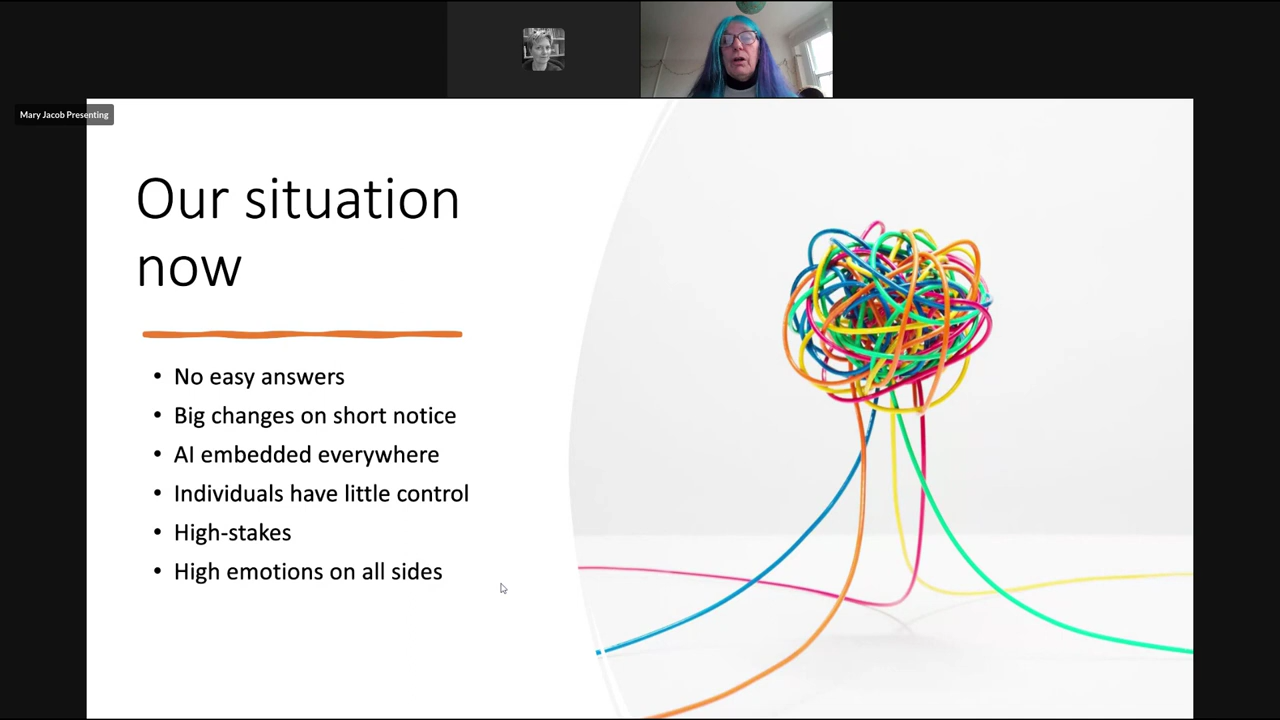 Mary Jacob Presenting
Our situation
now
• No easy answers
• Big changes on short notice
• AI embedded everywhere
• Individuals have little control
• High-stakes
• High emotions on all sides